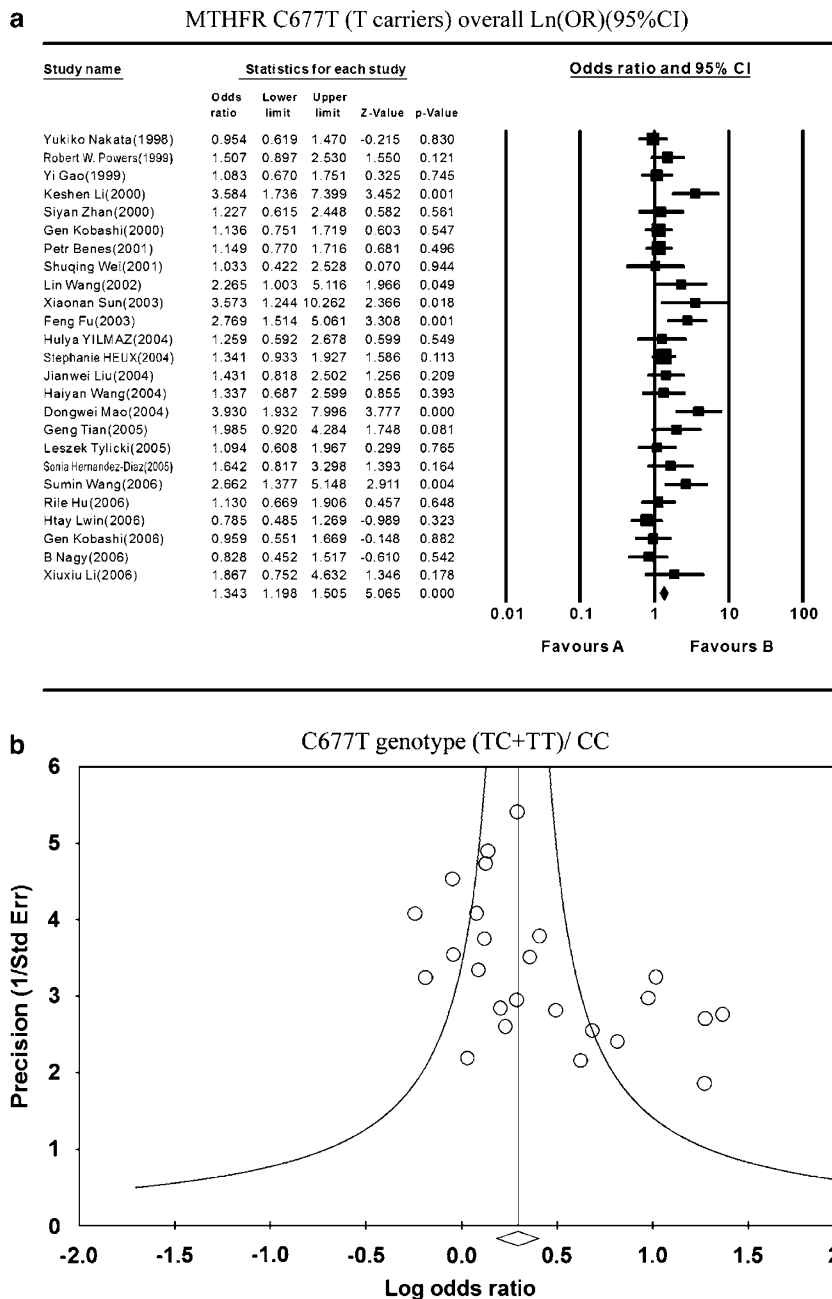 a
MTHFR C677T (T carriers) overall Ln(OR)(95%CI)
Study name Statistics for each study Odds ratio and 95% CI
Odds ratio Lower limit Upper limit Z-Value p-Value
Yukiko Nakata(1998) 0.954 0.619 1.470 -0.215 0.830
Robert W. Powers(1999) 1.507 0.897 2.530 1.550 0.121
Yi Gao(1999) 1.083 0.670 1.751 0.325 0.745
Keshen Li(2000) 3.584 1.736 7.399 3.452 0.001
Siyan Zhan(2000) 1.227 0.615 2.448 0.582 0.561
Gen Kobashi(2000) 1.136 0.751 1.719 0.603 0.547
Petr Benes(2001) 1.149 0.770 1.716 0.681 0.496
Shuqing Wei(2001) 1.033 0.422 2.528 0.070 0.944
Lin Wang(2002) 2.265 1.003 5.116 1.966 0.049
Xiaonan Sun(2003) 3.573 1.244 10.262 2.366 0.018
Feng Fu(2003) 2.769 1.514 5.061 3.308 0.001
Hulya YILMAZ(2004) 1.259 0.592 2.678 0.599 0.549
Stephanie HEUX(2004) 1.341 0.933 1.927 1.586 0.113
Jianwei Liu(2004) 1.431 0.818 2.502 1.256 0.209
Haiyan Wang(2004) 1.337 0.687 2.599 0.855 0.393
Dongwei Mao(2004) 3.930 1.932 7.996 3.777 0.000
Geng Tian(2005) 1.985 0.920 4.284 1.748 0.081
Leszek Tylicki(2005) 1.094 0.608 1.967 0.299 0.765
Sonia Hernandez-Diaz(2005) 1.642 0.817 3.298 1.393 0.164
Sumin Wang(2006) 2.662 1.377 5.148 2.911 0.004
Rile Hu(2006) 1.130 0.669 1.906 0.457 0.648
Htay Lwin(2006) 0.785 0.485 1.269 -0.989 0.323
Gen Kobashi(2006) 0.959 0.551 1.669 -0.148 0.882
B Nagy(2006) 0.828 0.452 1.517 -0.610 0.542
Xiuxiu Li(2006) 1.867 0.752 4.632 1.346 0.178
1.343 1.198 1.505 5.065 0.000
0.01 0.1 1 10 100
Favours A Favours B
b
C677T genotype (TC+TT)/ CC
Precision (1/Std Err)
6
5
4
3
2
1
0
-2.0 -1.5 -1.0 -0.5 0.0 0.5 1.0 1.5 2
Log odds ratio